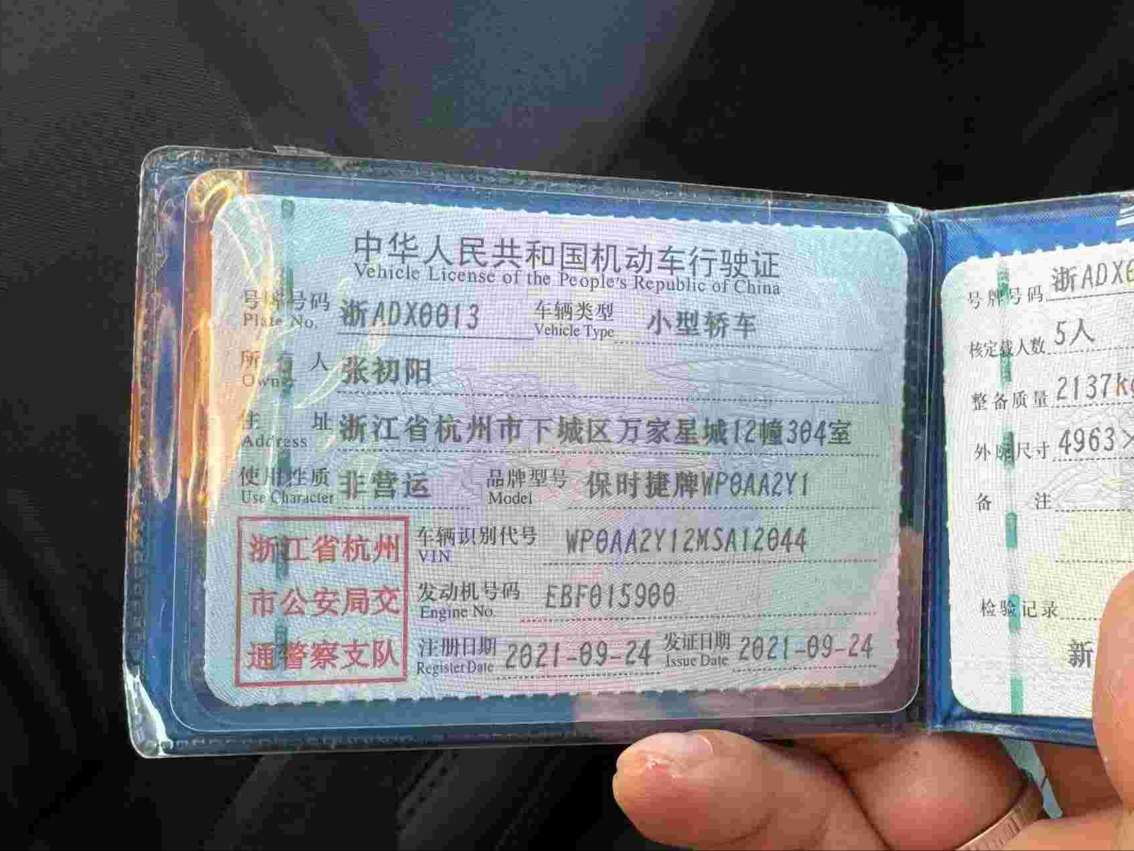 中华人民共和国机动车行驶证
Vehicle License of the People's Republic of China
号牌号码 浙ADX0013 车辆类型 小型轿车
Plate No. Vehicle Type
所有人 张初阳
Owner
住址 浙江省杭州市下城区万家星城12幢304室
Address
使用性质 非营运 品牌型号 保时捷牌WP0AA2Y1
Use Character Model
浙江省杭州
市公安局交
通警察支队
车辆识别代号 WP0AA2Y12MSA12044
VIN
发动机号码 EBF015900
Engine No.
注册日期 2021-09-24 发证日期 2021-09-24
Register Date Issue Date
号牌号码 浙ADX
核定载人数 5人
整备质量 2137kg
外廓尺寸 4963×
备注
检验记录
新